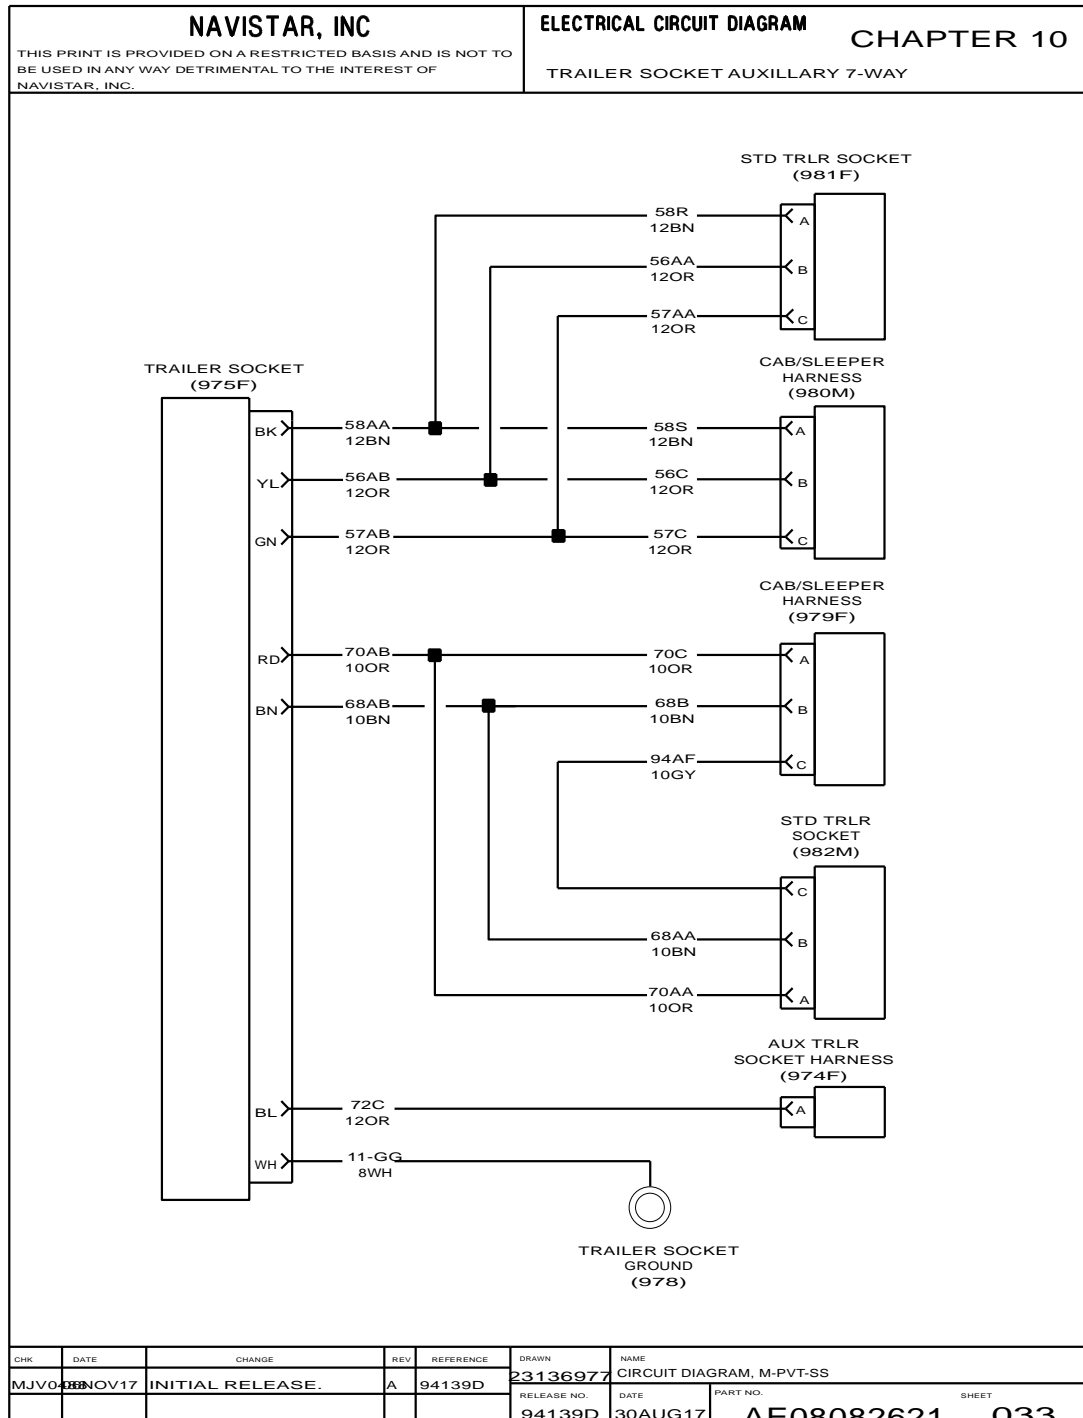 NAVISTAR, INC
THIS PRINT IS PROVIDED ON A RESTRICTED BASIS AND IS NOT TO
BE USED IN ANY WAY DETRIMENTAL TO THE INTEREST OF
NAVISTAR, INC.
ELECTRICAL CIRCUIT DIAGRAM
CHAPTER 10
TRAILER SOCKET AUXILLARY 7-WAY
STD TRLR SOCKET
(981F)
58R
12BN
A
56AA
12OR
B
57AA
12OR
C
TRAILER SOCKET
(975F)
CAB/SLEEPER
HARNESS
(980M)
BK
58AA
12BN
58S
12BN
A
YL
56AB
12OR
56C
12OR
B
GN
57AB
12OR
57C
12OR
C
CAB/SLEEPER
HARNESS
(979F)
RD
70AB
10OR
70C
10OR
A
BN
68AB
10BN
68B
10BN
B
94AF
10GY
C
STD TRLR
SOCKET
(982M)
C
68AA
10BN
B
70AA
10OR
A
AUX TRLR
SOCKET HARNESS
(974F)
BL
72C
12OR
A
WH
11-GG
8WH
TRAILER SOCKET
GROUND
(978)
CHK DATE CHANGE REV REFERENCE
NOV17 INITIAL RELEASE. A 94139D
DRAWN
23136977
NAME
CIRCUIT DIAGRAM, M-PVT-SS
RELEASE NO.
94139D
DATE
30AUG17
PART NO.
AE08082621
SHEET
033